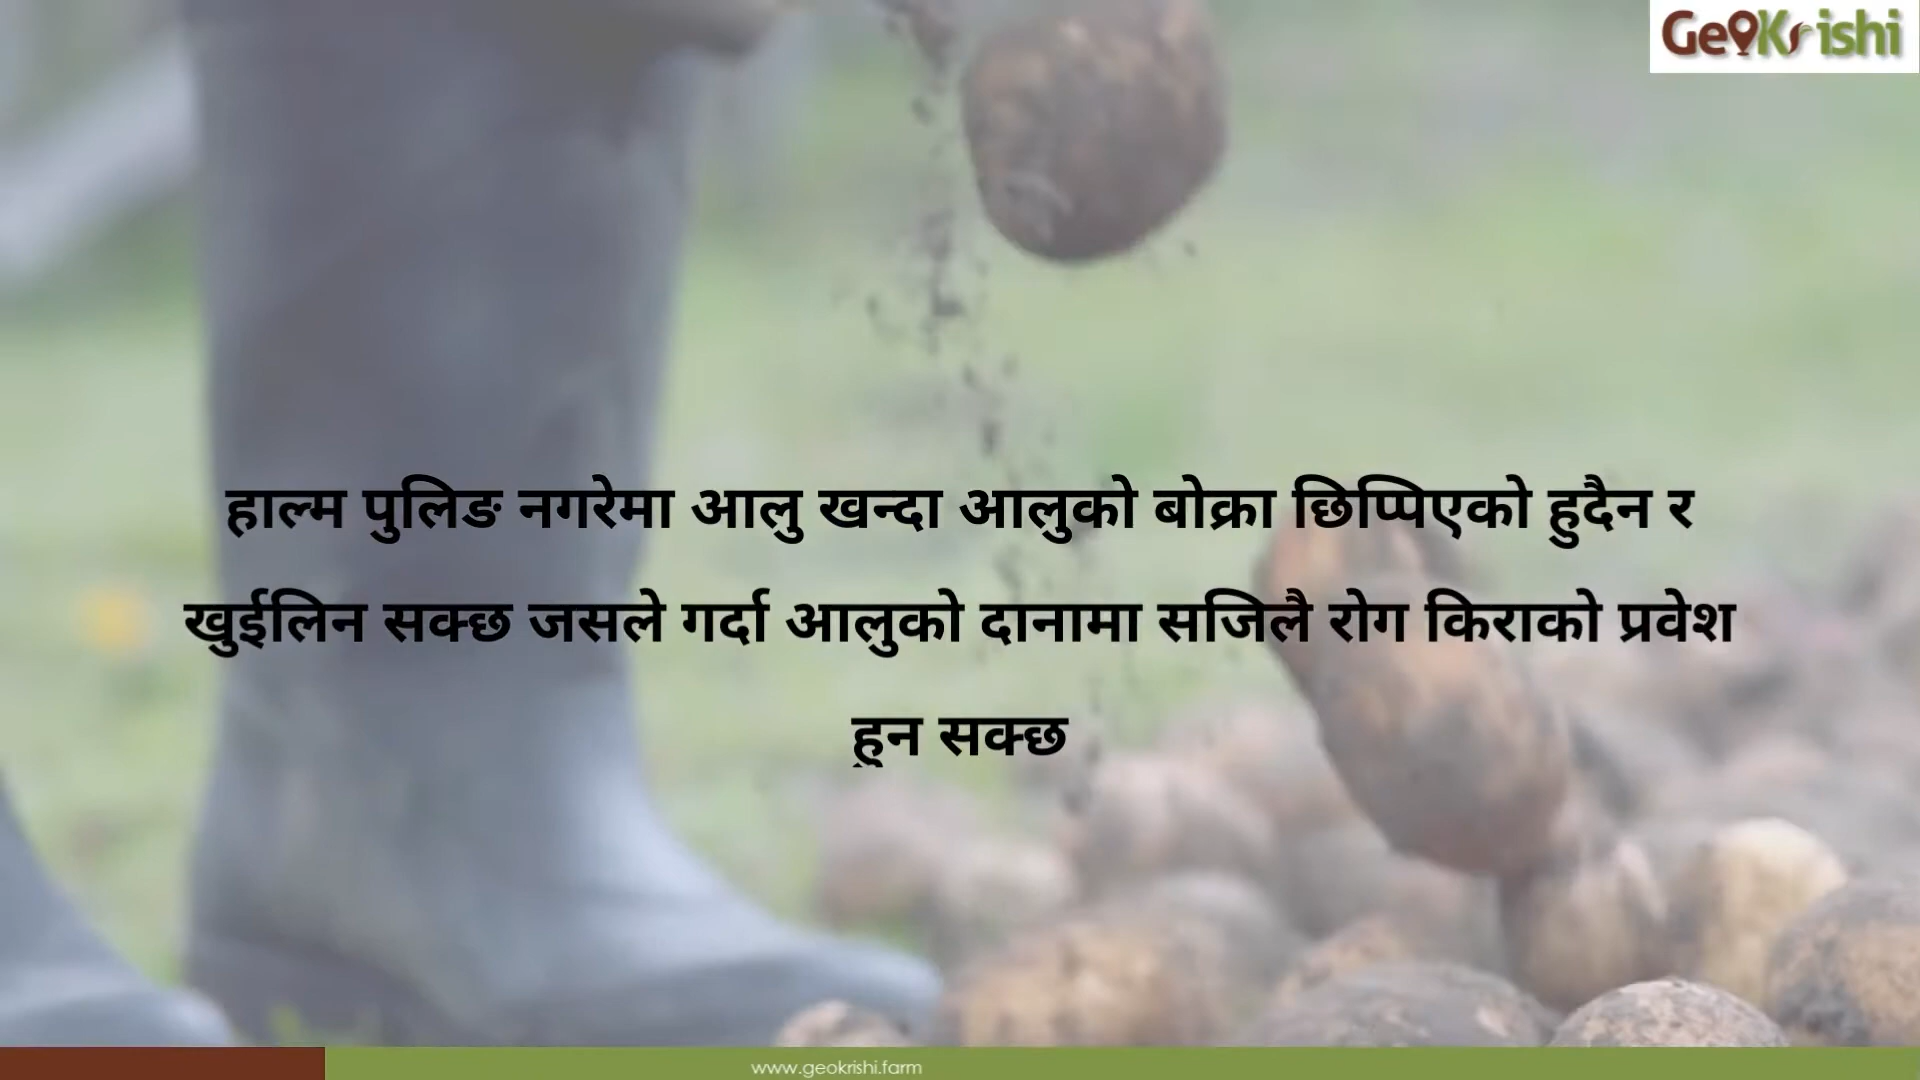 GeoKrishi
हाल्म पुलिङ नगरेमा आलु खन्दा आलुको बोक्रा छिप्पिएको हुदैन र
खुईलिन सक्छ जसले गर्दा आलुको दानामा सजिलै रोग किराको प्रवेश
हुन सक्छ
www.geokrishi.farm